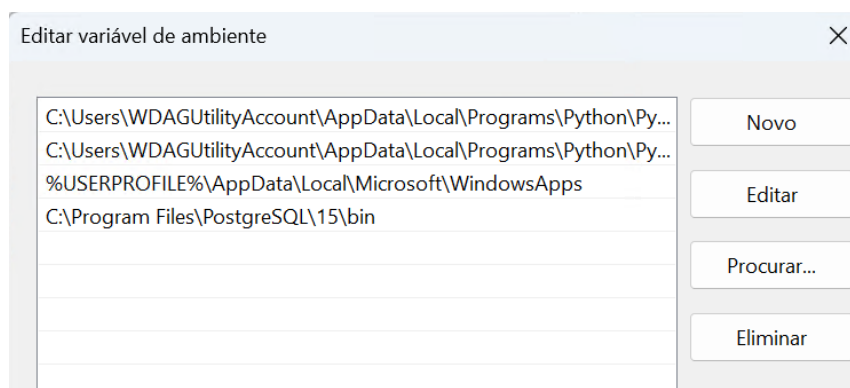 Editar variável de ambiente
C:\Users\WDAGUtilityAccount\AppData\Local\Programs\Python\Py...
C:\Users\WDAGUtilityAccount\AppData\Local\Programs\Python\Py...
%USERPROFILE%\AppData\Local\Microsoft\WindowsApps
C:\Program Files\PostgreSQL\15\bin
Novo
Editar
Procurar...
Eliminar